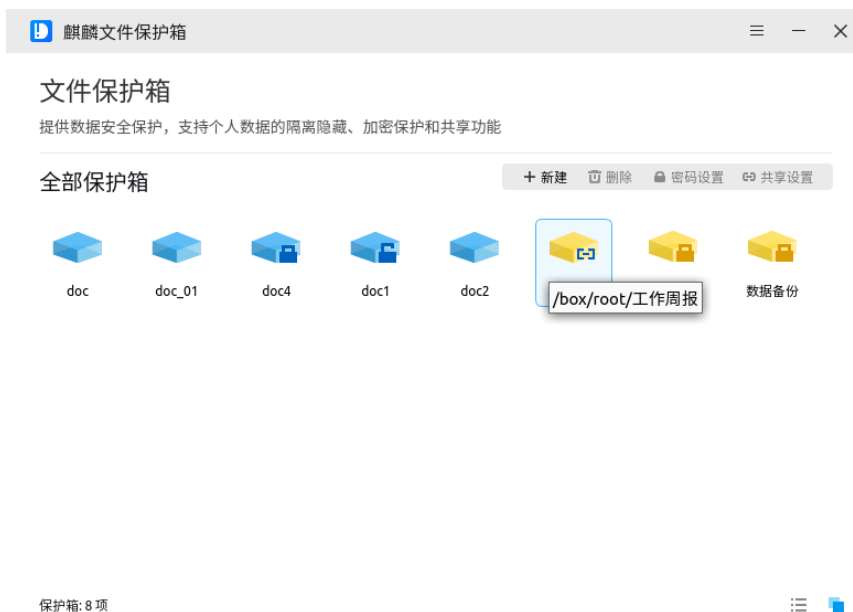 麒麟文件保护箱
文件保护箱
提供数据安全保护，支持个人数据的隔离隐藏、加密保护和共享功能
全部保护箱
新建 删除 密码设置 共享设置
doc doc_01 doc4 doc1 doc2 数据备份
/box/root/工作周报
保护箱: 8 项